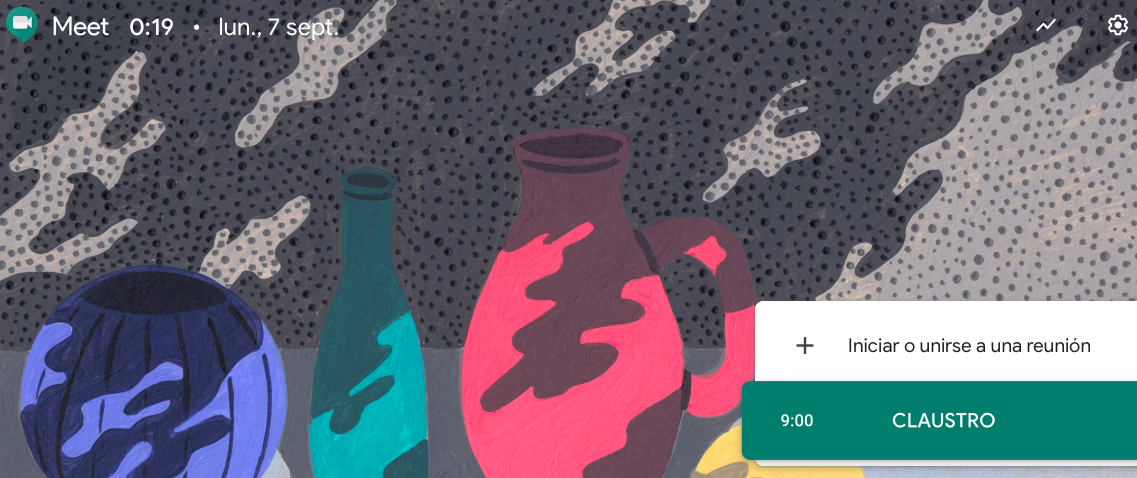 Meet 0:19 • lun., 7 sept.
Iniciar o unirse a una reunión
9:00 CLAUSTRO